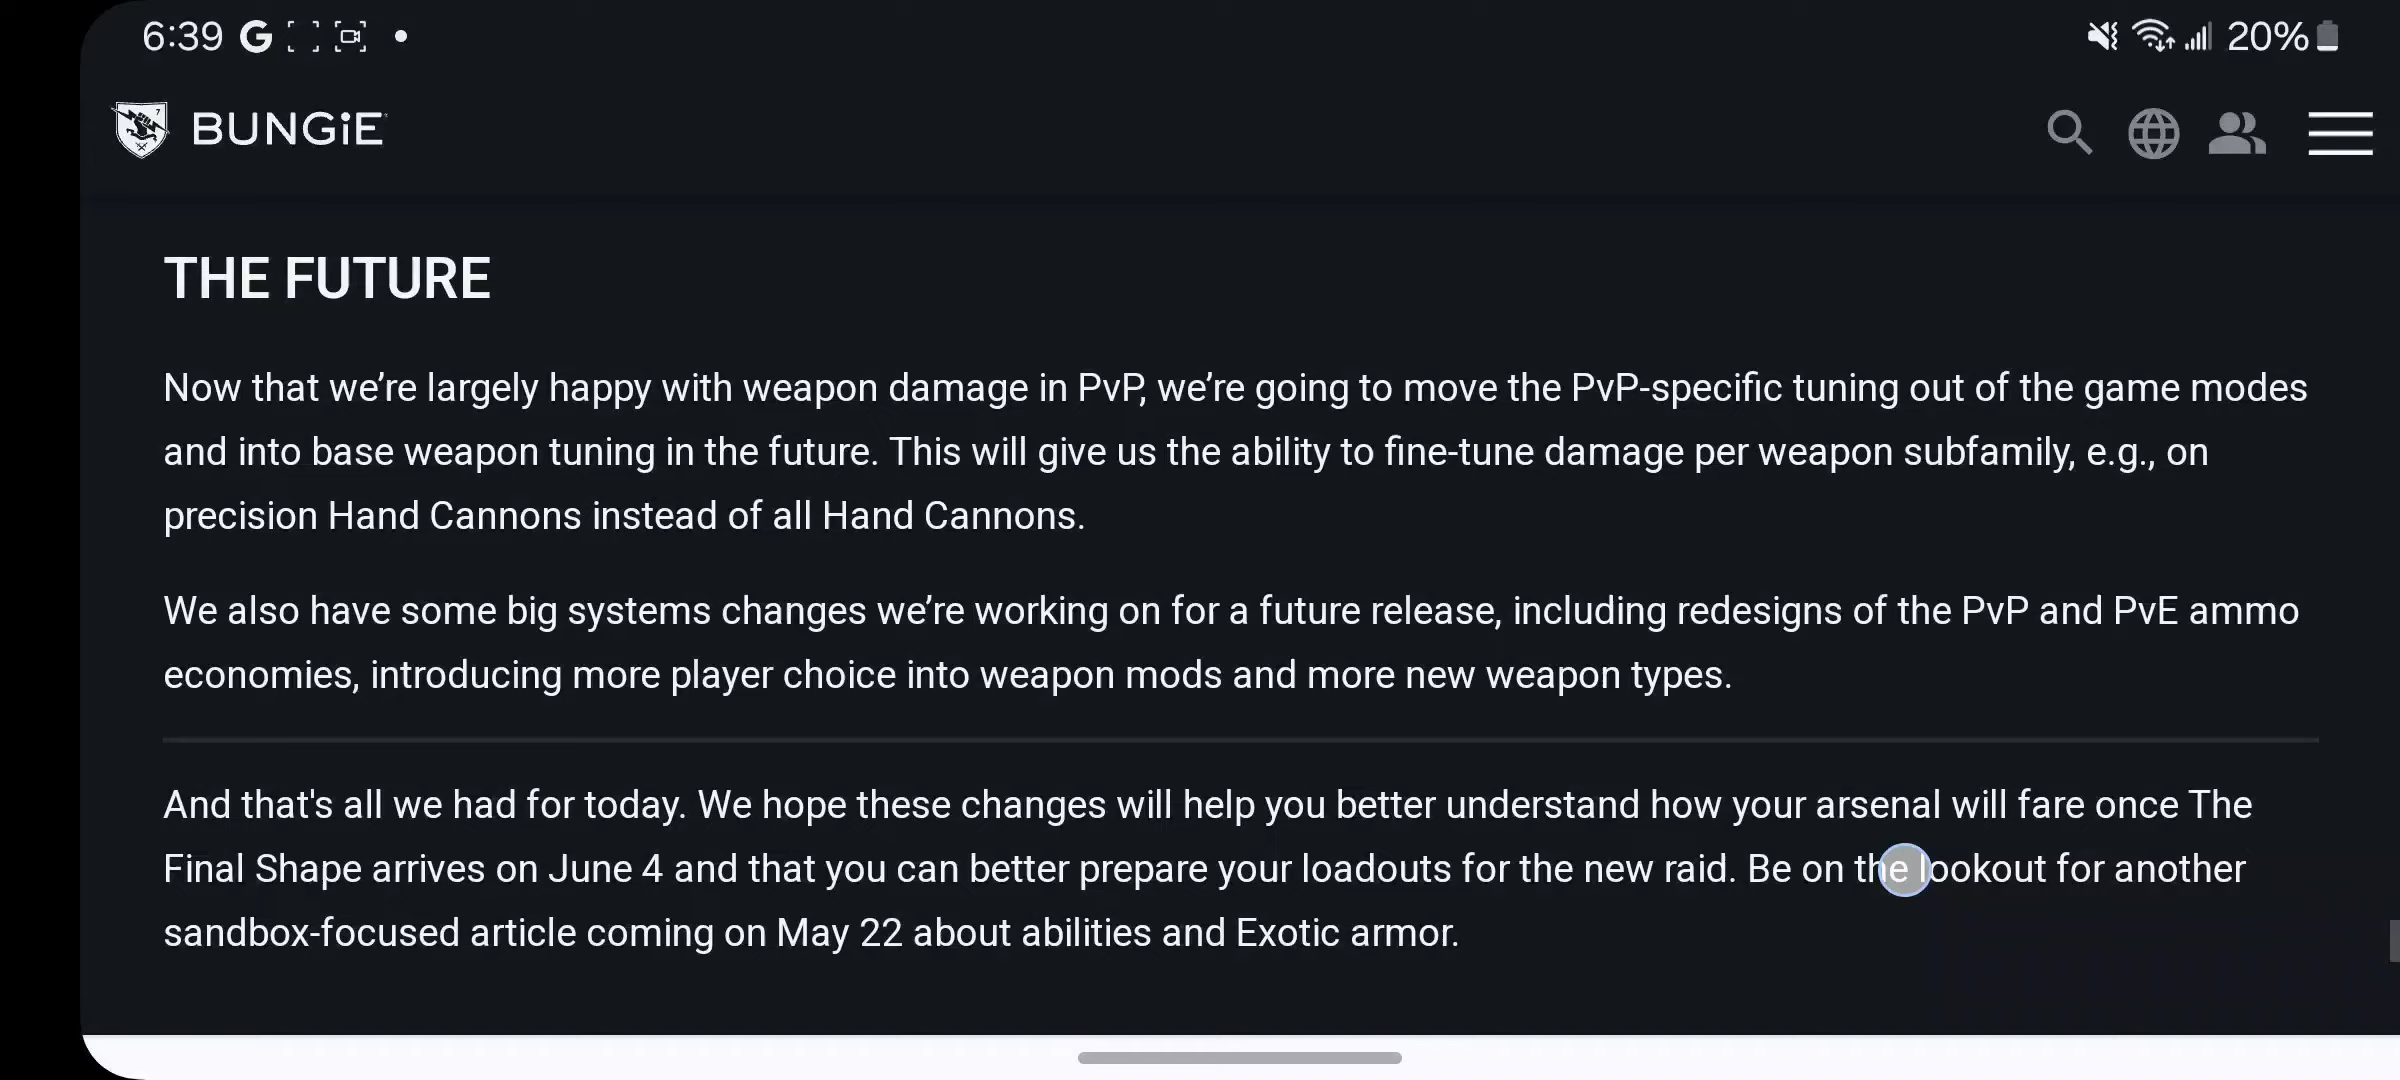 6:39 G 20%
BUNGiE
THE FUTURE
Now that we’re largely happy with weapon damage in PvP, we’re going to move the PvP-specific tuning out of the game modes
and into base weapon tuning in the future. This will give us the ability to fine-tune damage per weapon subfamily, e.g., on
precision Hand Cannons instead of all Hand Cannons.
We also have some big systems changes we’re working on for a future release, including redesigns of the PvP and PvE ammo
economies, introducing more player choice into weapon mods and more new weapon types.
And that's all we had for today. We hope these changes will help you better understand how your arsenal will fare once The
Final Shape arrives on June 4 and that you can better prepare your loadouts for the new raid. Be on the lookout for another
sandbox-focused article coming on May 22 about abilities and Exotic armor.